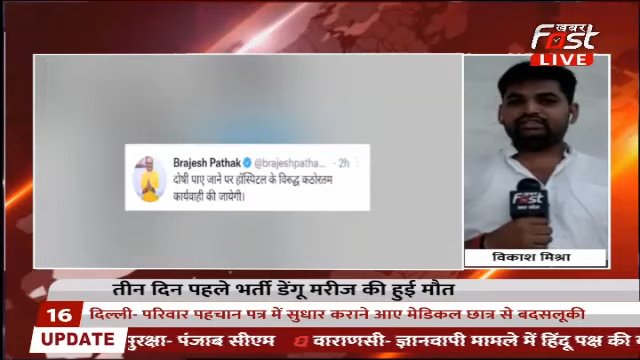 खबर
Fast
LIVE
Brajesh Pathak @brajeshpatha... · 2h
दोषी पाए जाने पर हॉस्पिटल के विरुद्ध कठोरतम
कार्यवाही की जायेगी।
खबर
Fast
विकाश मिश्रा
तीन दिन पहले भर्ती डेंगू मरीज की हुई मौत
16 दिल्ली- परिवार पहचान पत्र में सुधार कराने आए मेडिकल छात्र से बदसलूकी
UPDATE सुरक्षा- पंजाब सीएम वाराणसी- ज्ञानवापी मामले में हिंदू पक्ष की